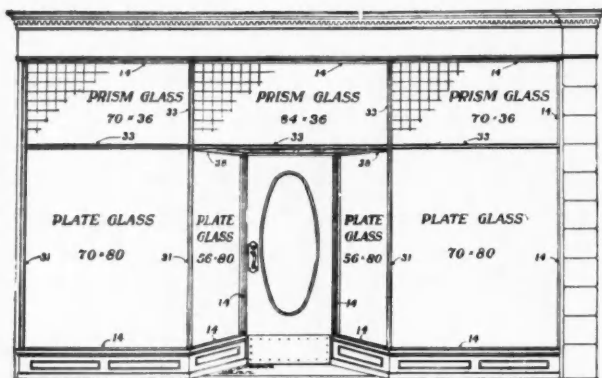 14
14
14
PRISM GLASS
70 × 36
PRISM GLASS
84 × 36
PRISM GLASS
70 × 36
33
33
14
33
33
33
38
38
PLATE GLASS
70 × 80
PLATE
GLASS
56 × 80
PLATE
GLASS
56 × 80
PLATE GLASS
70 × 80
31
31
31
14
14
14
14
14
14
14